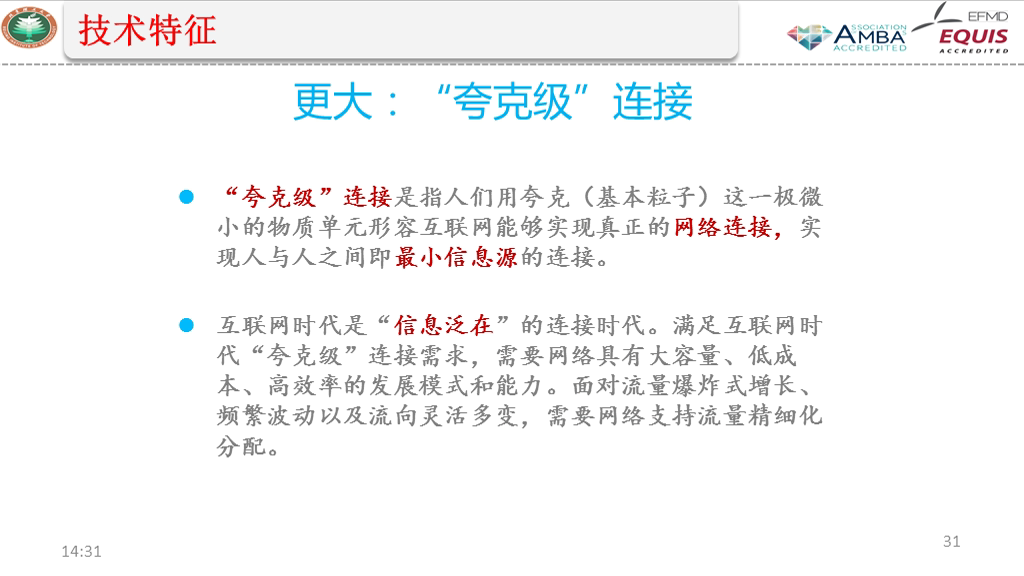 技术特征
ASSOCIATION
AMBA
ACCREDITED
EFMD
EQUIS
ACCREDITED
更大：“夸克级”连接
“夸克级”连接是指人们用夸克（基本粒子）这一极微
小的物质单元形容互联网能够实现真正的网络连接，实
现人与人之间即最小信息源的连接。
互联网时代是“信息泛在”的连接时代。满足互联网时
代“夸克级”连接需求，需要网络具有大容量、低成
本、高效率的发展模式和能力。面对流量爆炸式增长、
频繁波动以及流向灵活多变，需要网络支持流量精细化
分配。
14:31
31